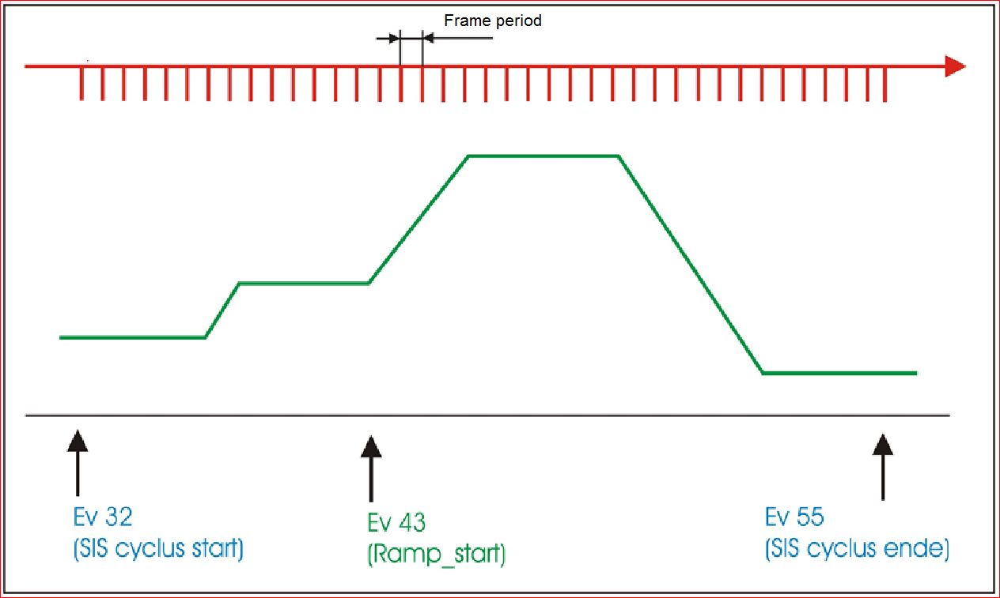 Frame period
Ev 32
(SIS cyclus start)
Ev 43
(Ramp_start)
Ev 55
(SIS cyclus ende)